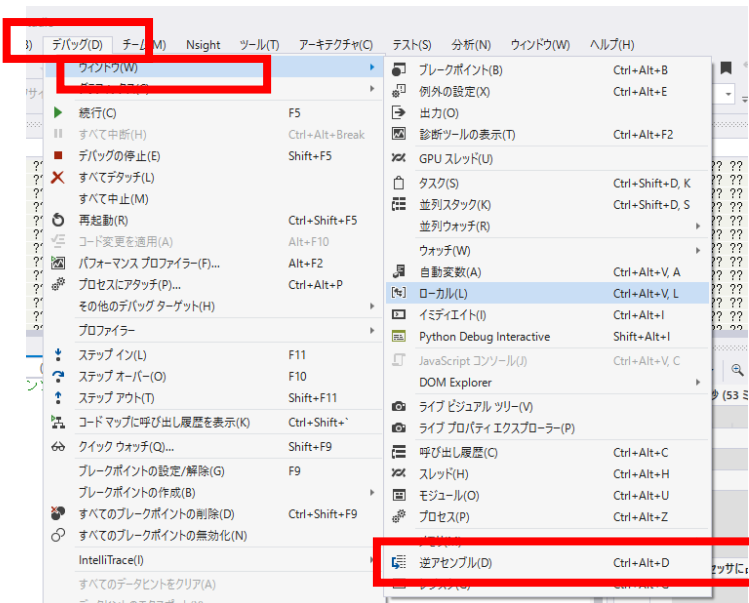 デバッグ(D) チーム(M) Nsight ツール(T) アーキテクチャ(C) テスト(S) 分析(N) ウィンドウ(W) ヘルプ(H)
ウィンドウ(W)
続行(C) F5
すべて中断(H) Ctrl+Alt+Break
デバッグの停止(E) Shift+F5
すべてデタッチ(L)
すべて中止(M)
再起動(R) Ctrl+Shift+F5
コード変更を適用(A) Alt+F10
パフォーマンス プロファイラー(F)... Alt+F2
プロセスにアタッチ(P)... Ctrl+Alt+P
その他のデバッグ ターゲット(H)
プロファイラー
ステップ イン(L) F11
ステップ オーバー(O) F10
ステップ アウト(T) Shift+F11
コード マップに呼び出し履歴を表示(K) Ctrl+Shift+`
クイック ウォッチ(Q)... Shift+F9
ブレークポイントの設定/解除(G) F9
ブレークポイントの作成(B)
すべてのブレークポイントの削除(D) Ctrl+Shift+F9
すべてのブレークポイントの無効化(N)
IntelliTrace(I)
すべてのデータヒントをクリア(A)
ブレークポイント(B) Ctrl+Alt+B
例外の設定(X) Ctrl+Alt+E
出力(O)
診断ツールの表示(T) Ctrl+Alt+F2
GPU スレッド(U)
タスク(S) Ctrl+Shift+D, K
並列スタック(K) Ctrl+Shift+D, S
並列ウォッチ(R)
ウォッチ(W)
自動変数(A) Ctrl+Alt+V, A
ローカル(L) Ctrl+Alt+V, L
イミディエイト(I) Ctrl+Alt+I
Python Debug Interactive Shift+Alt+I
JavaScript コンソール(J) Ctrl+Alt+V, C
DOM Explorer
ライブ ビジュアル ツリー(V)
ライブ プロパティ エクスプローラー(P)
呼び出し履歴(C) Ctrl+Alt+C
スレッド(H) Ctrl+Alt+H
モジュール(O) Ctrl+Alt+U
プロセス(P) Ctrl+Alt+Z
逆アセンブル(D) Ctrl+Alt+D
?? ??
?? ??
?? ??
?? ??
?? ??
?? ??
?? ??
?? ??
?? ??
?? ??
?? ??
?? ??
(53 ミ